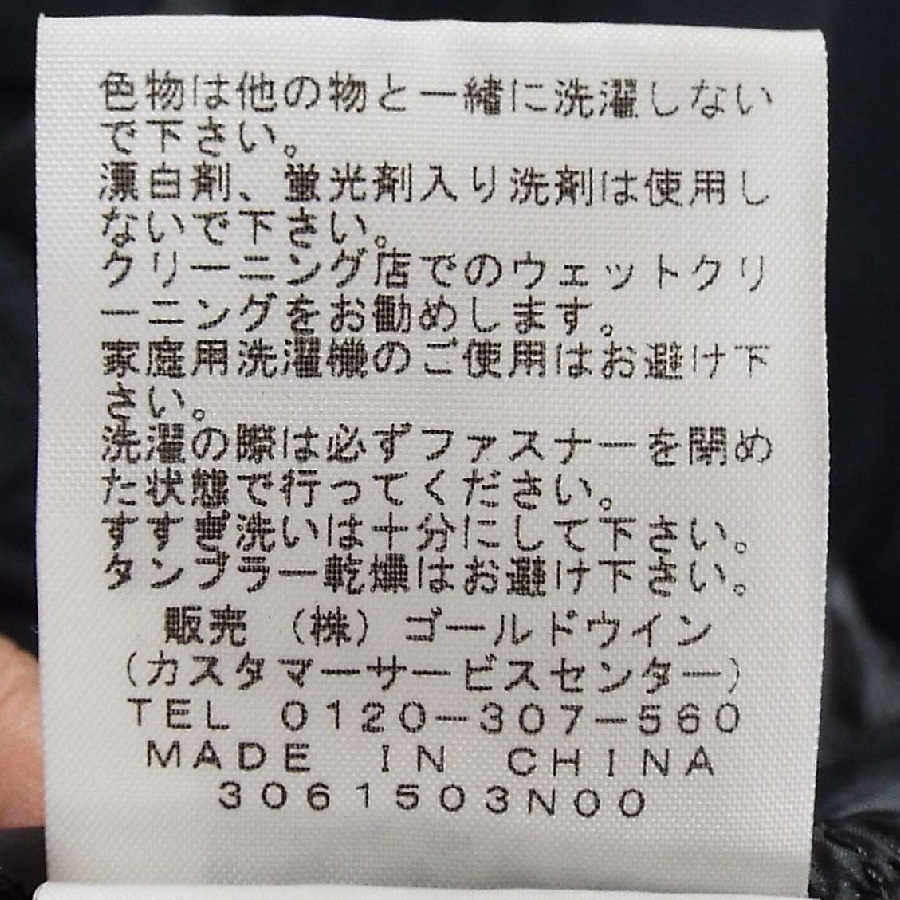 色物は他の物と一緒に洗濯しない
で下さい。
漂白剤、蛍光剤入り洗剤は使用し
ないで下さい。
クリーニング店でのウェットクリ
ーニングをお勧めします。
家庭用洗濯機のご使用はお避け下
さい。
洗濯の際は必ずファスナーを閉め
た状態で行ってください。
すすぎ洗いは十分にして下さい。
タンブラー乾燥はお避け下さい。
販売 (株) ゴールドウイン
(カスタマーサービスセンター)
TEL 0120-307-560
MADE IN CHINA
3061503N00